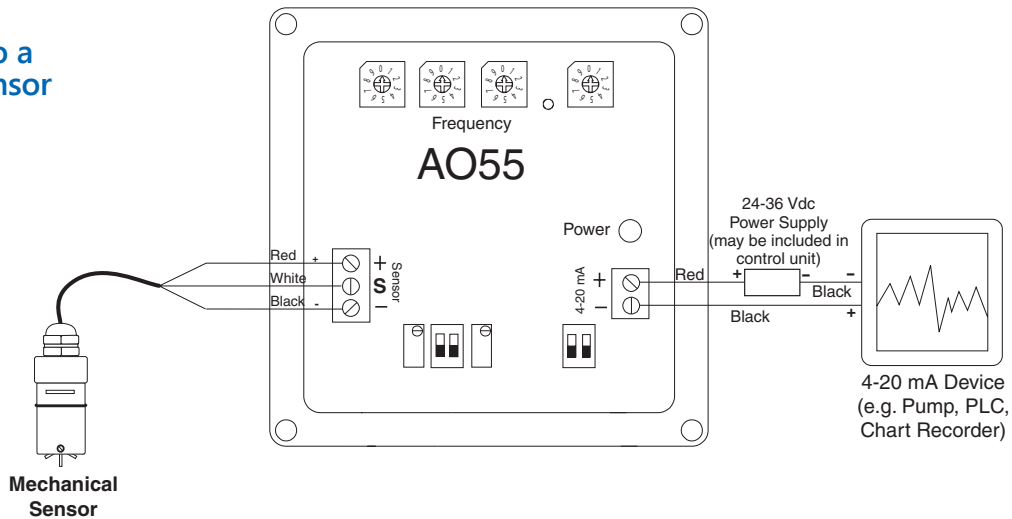 o a
nsor
Frequency
AO55
Power
Red +
White
Black -
+
S
–
Sensor
4-20 mA
+
–
Red
Black
24-36 Vdc
Power Supply
(may be included in
control unit)
+ – –
Black
+
4-20 mA Device
(e.g. Pump, PLC,
Chart Recorder)
Mechanical
Sensor